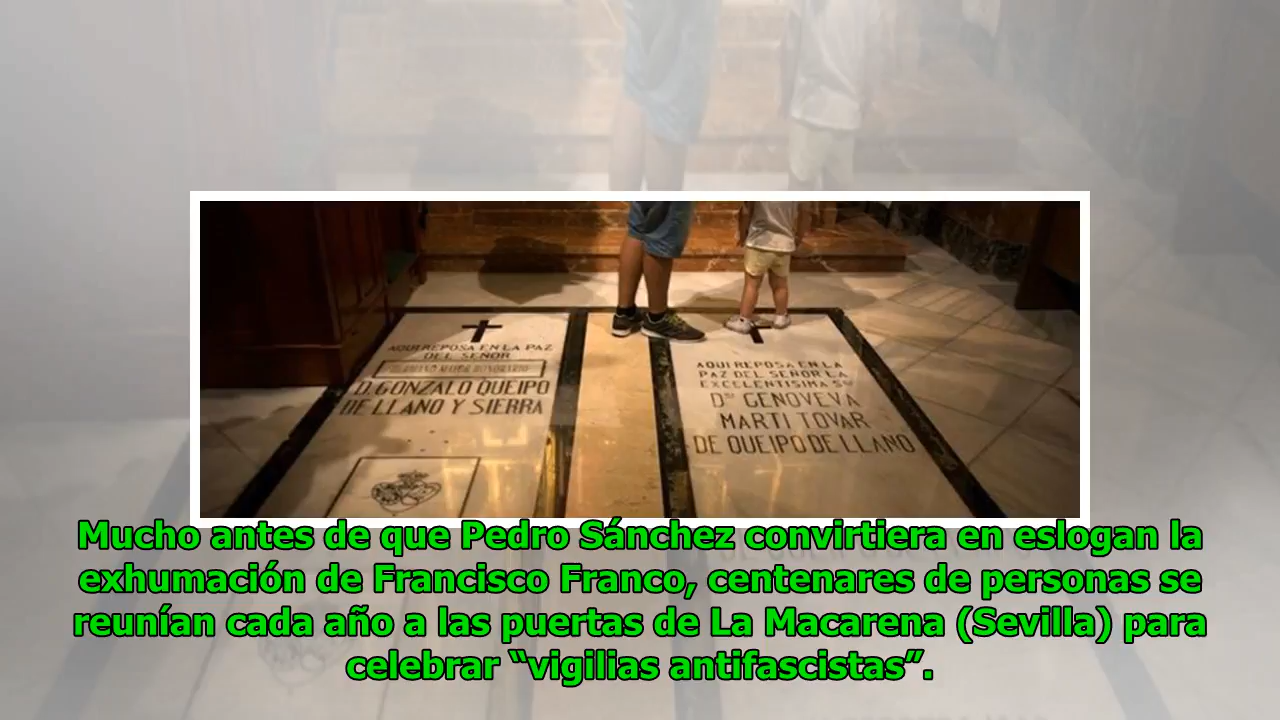 AQUI REPOSA EN LA PAZ
DEL SEÑOR
HERMANO MAYOR HONORARIO
D. GONZALO QUEIPO
DE LLANO Y SIERRA
AQUI REPOSA EN LA
PAZ DEL SEÑOR LA
EXCELENTISIMA Sra
Dª GENOVEVA
MARTI TOVAR
DE QUEIPO DE LLANO
Mucho antes de que Pedro Sánchez convirtiera en eslogan la
exhumación de Francisco Franco, centenares de personas se
reunían cada año a las puertas de La Macarena (Sevilla) para
celebrar “vigilias antifascistas”.